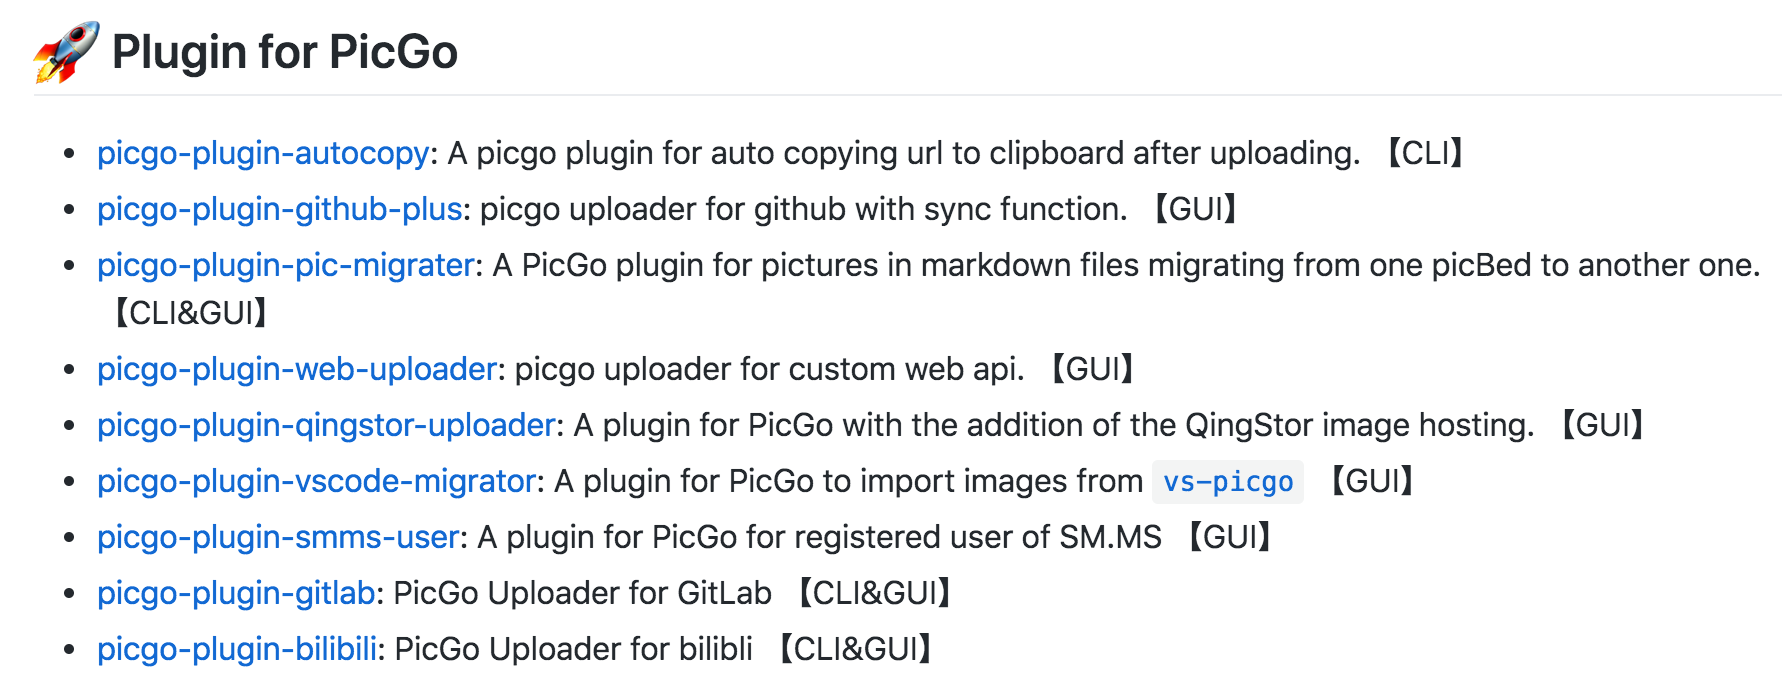 🚀 Plugin for PicGo
• picgo-plugin-autocopy: A picgo plugin for auto copying url to clipboard after uploading. 【CLI】
• picgo-plugin-github-plus: picgo uploader for github with sync function. 【GUI】
• picgo-plugin-pic-migrater: A PicGo plugin for pictures in markdown files migrating from one picBed to another one.
【CLI&GUI】
• picgo-plugin-web-uploader: picgo uploader for custom web api. 【GUI】
• picgo-plugin-qingstor-uploader: A plugin for PicGo with the addition of the QingStor image hosting. 【GUI】
• picgo-plugin-vscode-migrator: A plugin for PicGo to import images from vs-picgo 【GUI】
• picgo-plugin-smms-user: A plugin for PicGo for registered user of SM.MS 【GUI】
• picgo-plugin-gitlab: PicGo Uploader for GitLab 【CLI&GUI】
• picgo-plugin-bilibili: PicGo Uploader for bilibli 【CLI&GUI】